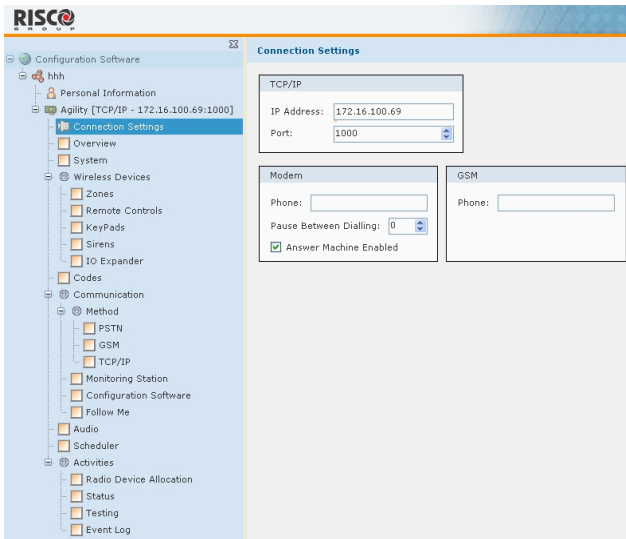 RISCO
GROUP
Configuration Software
hhh
Personal Information
Agility [TCP/IP - 172.16.100.69:1000]
Connection Settings
Overview
System
Wireless Devices
Zones
Remote Controls
KeyPads
Sirens
IO Expander
Codes
Communication
Method
PSTN
GSM
TCP/IP
Monitoring Station
Configuration Software
Follow Me
Audio
Scheduler
Activities
Radio Device Allocation
Status
Testing
Event Log
Connection Settings
TCP/IP
IP Address: 172.16.100.69
Port: 1000
Modem
Phone:
Pause Between Dialling: 0
Answer Machine Enabled
GSM
Phone: